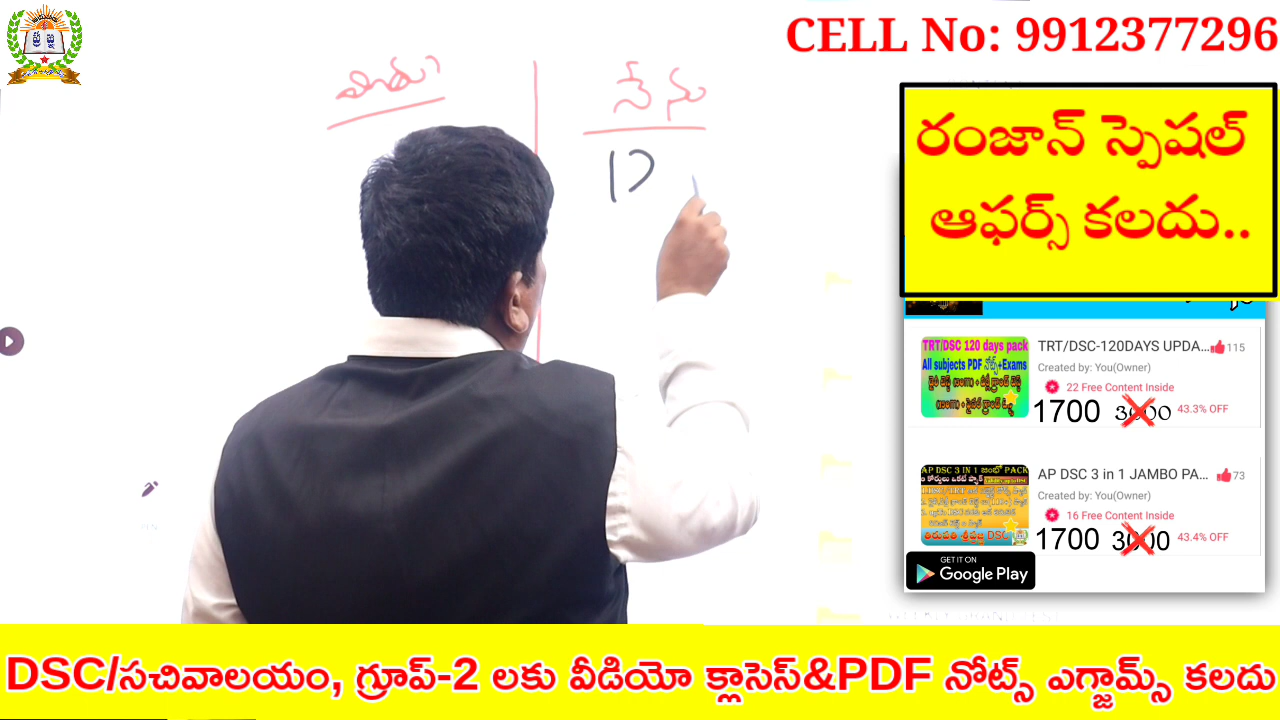 CELL No: 9912377296
నేను
రంజాన్ స్పెషల్
ఆఫర్స్ కలదు..
TRT/DSC 120 days pack
All subjects PDF నోట్స్+Exams
TRT/DSC-120DAYS UPDA... 115
Created by: You(Owner)
22 Free Content Inside
1700 3000 43.3% OFF
AP DSC 3 IN 1 జంబో PACK
AP DSC 3 in 1 JAMBO PA... 73
Created by: You(Owner)
16 Free Content Inside
1700 3000 43.4% OFF
GET IT ON
Google Play
DSC/సచివాలయం, గ్రూప్-2 లకు వీడియో క్లాసెస్&PDF నోట్స్ ఎగ్జామ్స్ కలదు